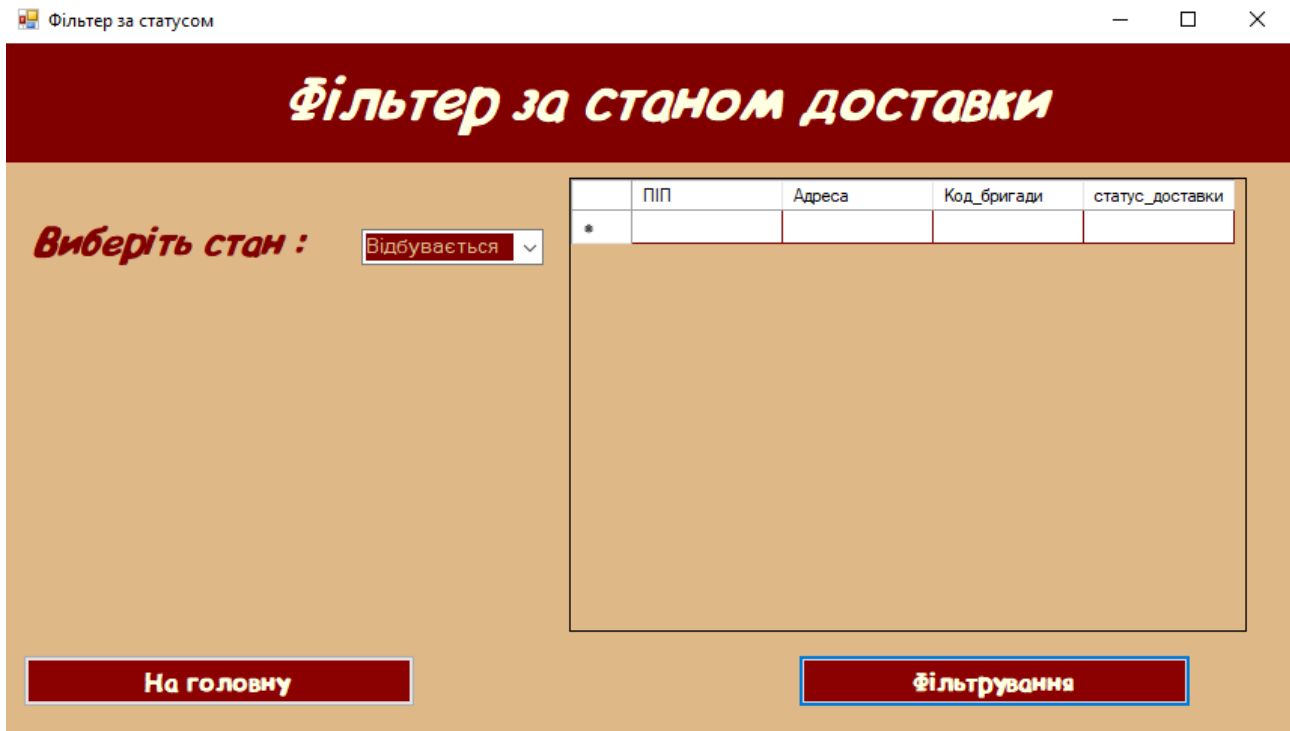 Фільтер за статусом
Фільтер за станом доставки
Виберіть стан :
Відбувається
ПІП Адреса Код_бригади статус_доставки
На головну
Фільтрування